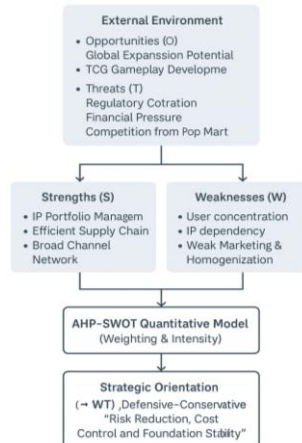 External Environment
• Opportunities (O)
Global Expanssion Potential
• TCG Gameplay Developme
• Threats (T)
Regulatory Cotration
Financial Pressure
Competition from Pop Mart
Strengths (S)
• IP Portfolio Managem
• Efficient Supply Chain
• Broad Channel
Network
Weaknesses (W)
• User concentration
• IP dependency
• Weak Marketing &
Homogenization
AHP-SWOT Quantitative Model
(Weighting & Intensity)
Strategic Orientation
(→ WT) ,Defensive-Conservative
"Risk Reduction, Cost
Control and Foundation